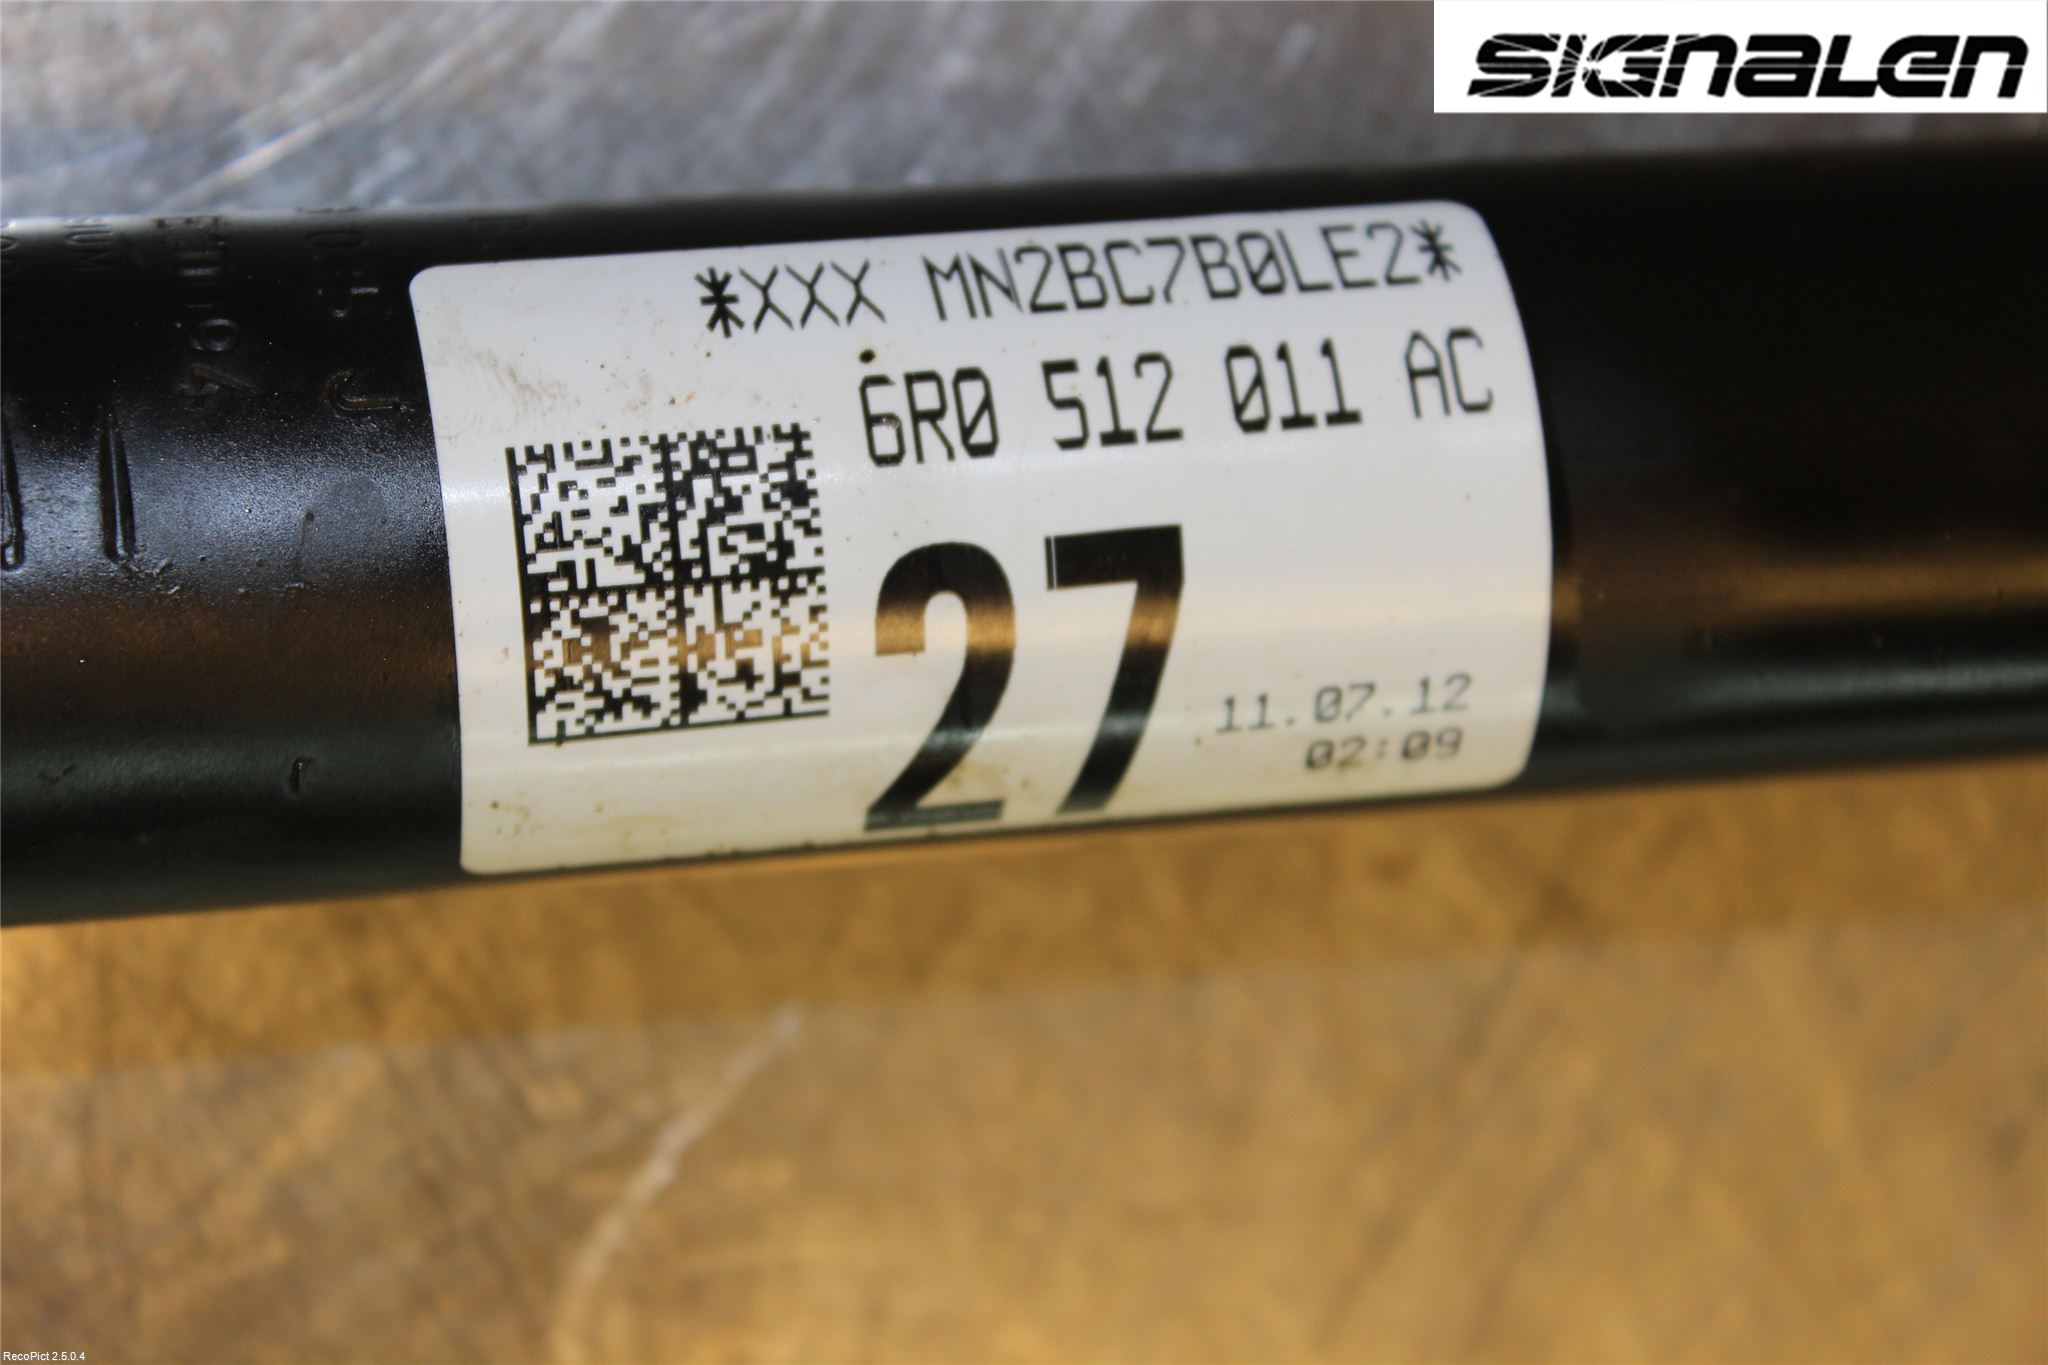 SIGNALEN
*XXX MN2BC7B0LE2*
6R0 512 011 AC
27
11.07.12
02:09
RecoPict 2.5.0.4